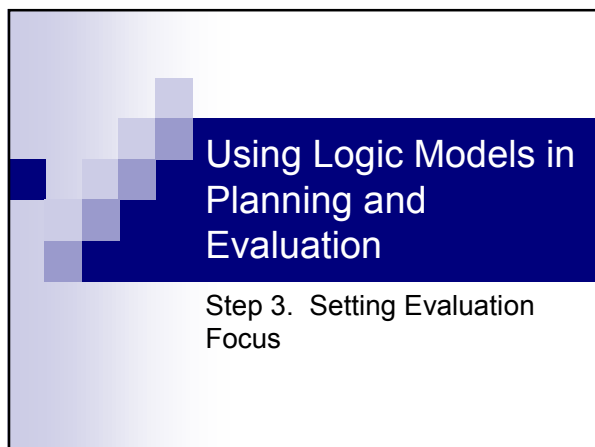 Using Logic Models in
Planning and
Evaluation
Step 3.  Setting Evaluation
Focus